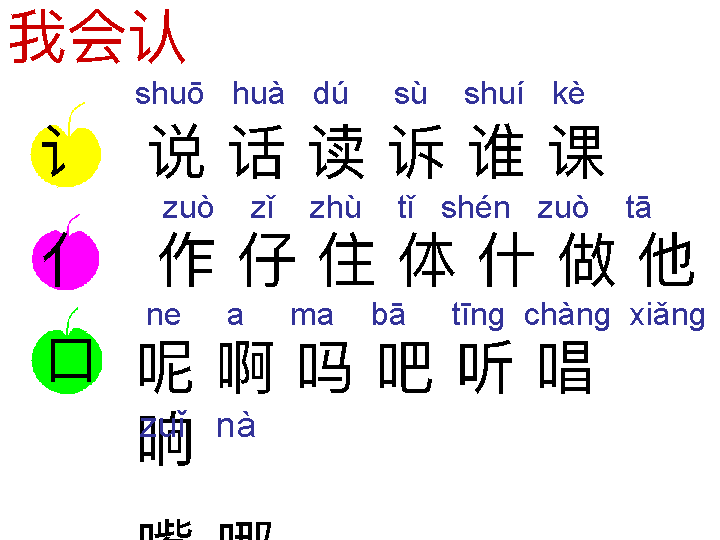 我会认
shuō huà dú sù shuí kè
讠 说 话 读 诉 谁 课
zuò zǐ zhù tǐ shén zuò tā
亻 作 仔 住 体 什 做 他
ne a ma bā tīng chàng xiǎng
口 呢 啊 吗 吧 听 唱
zuǐ nà
响
嘴 哪